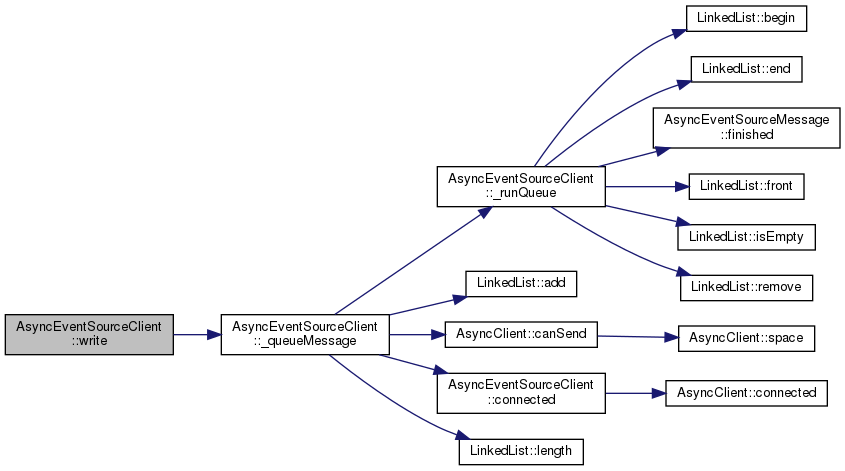 LinkedList::begin
LinkedList::end
AsyncEventSourceMessage
::finished
AsyncEventSourceClient
::_runQueue
LinkedList::front
LinkedList::isEmpty
LinkedList::remove
LinkedList::add
AsyncEventSourceClient
::write
AsyncEventSourceClient
::_queueMessage
AsyncClient::canSend
AsyncClient::space
AsyncEventSourceClient
::connected
AsyncClient::connected
LinkedList::length